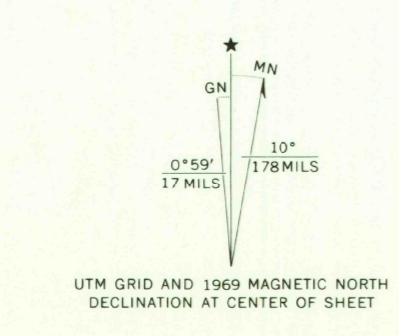 ★
MN
GN
10°
178 MILS
0°59′
17 MILS
UTM GRID AND 1969 MAGNETIC NORTH
DECLINATION AT CENTER OF SHEET